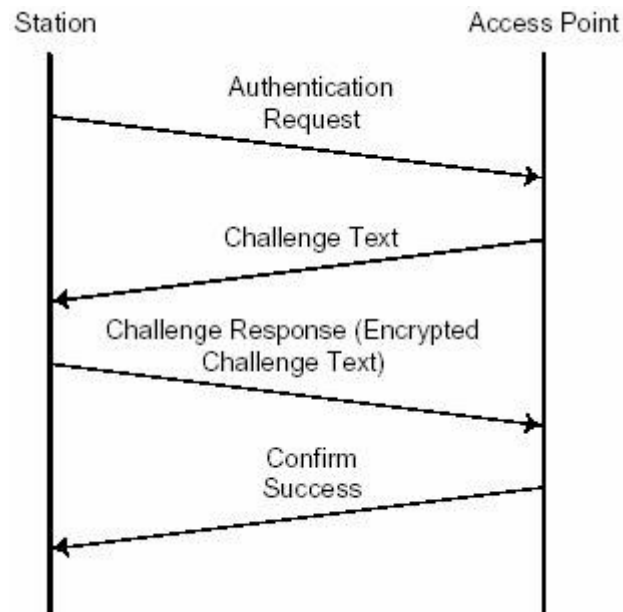 Station
Access Point
Authentication
Request
Challenge Text
Challenge Response (Encrypted
Challenge Text)
Confirm
Success